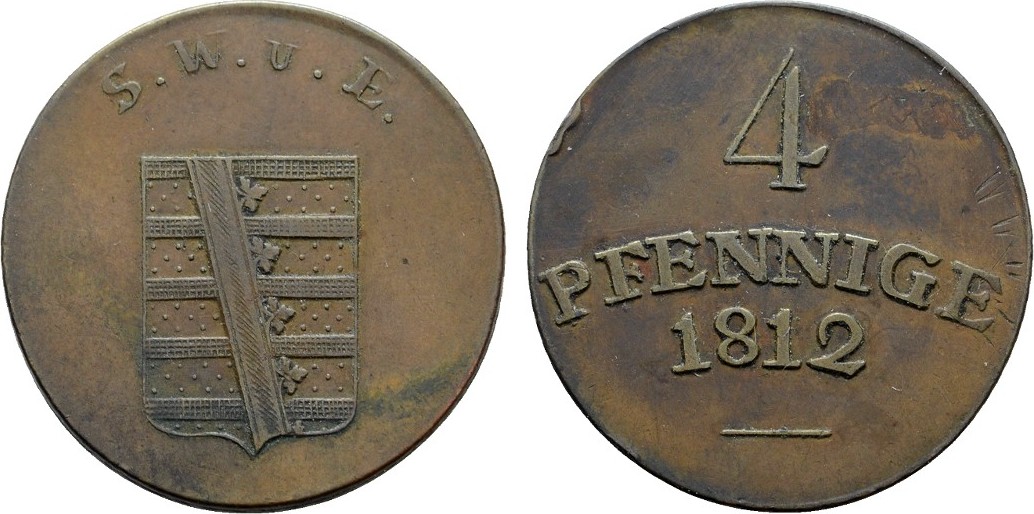 S. W. u. E.
4
PFENNIGE
1812